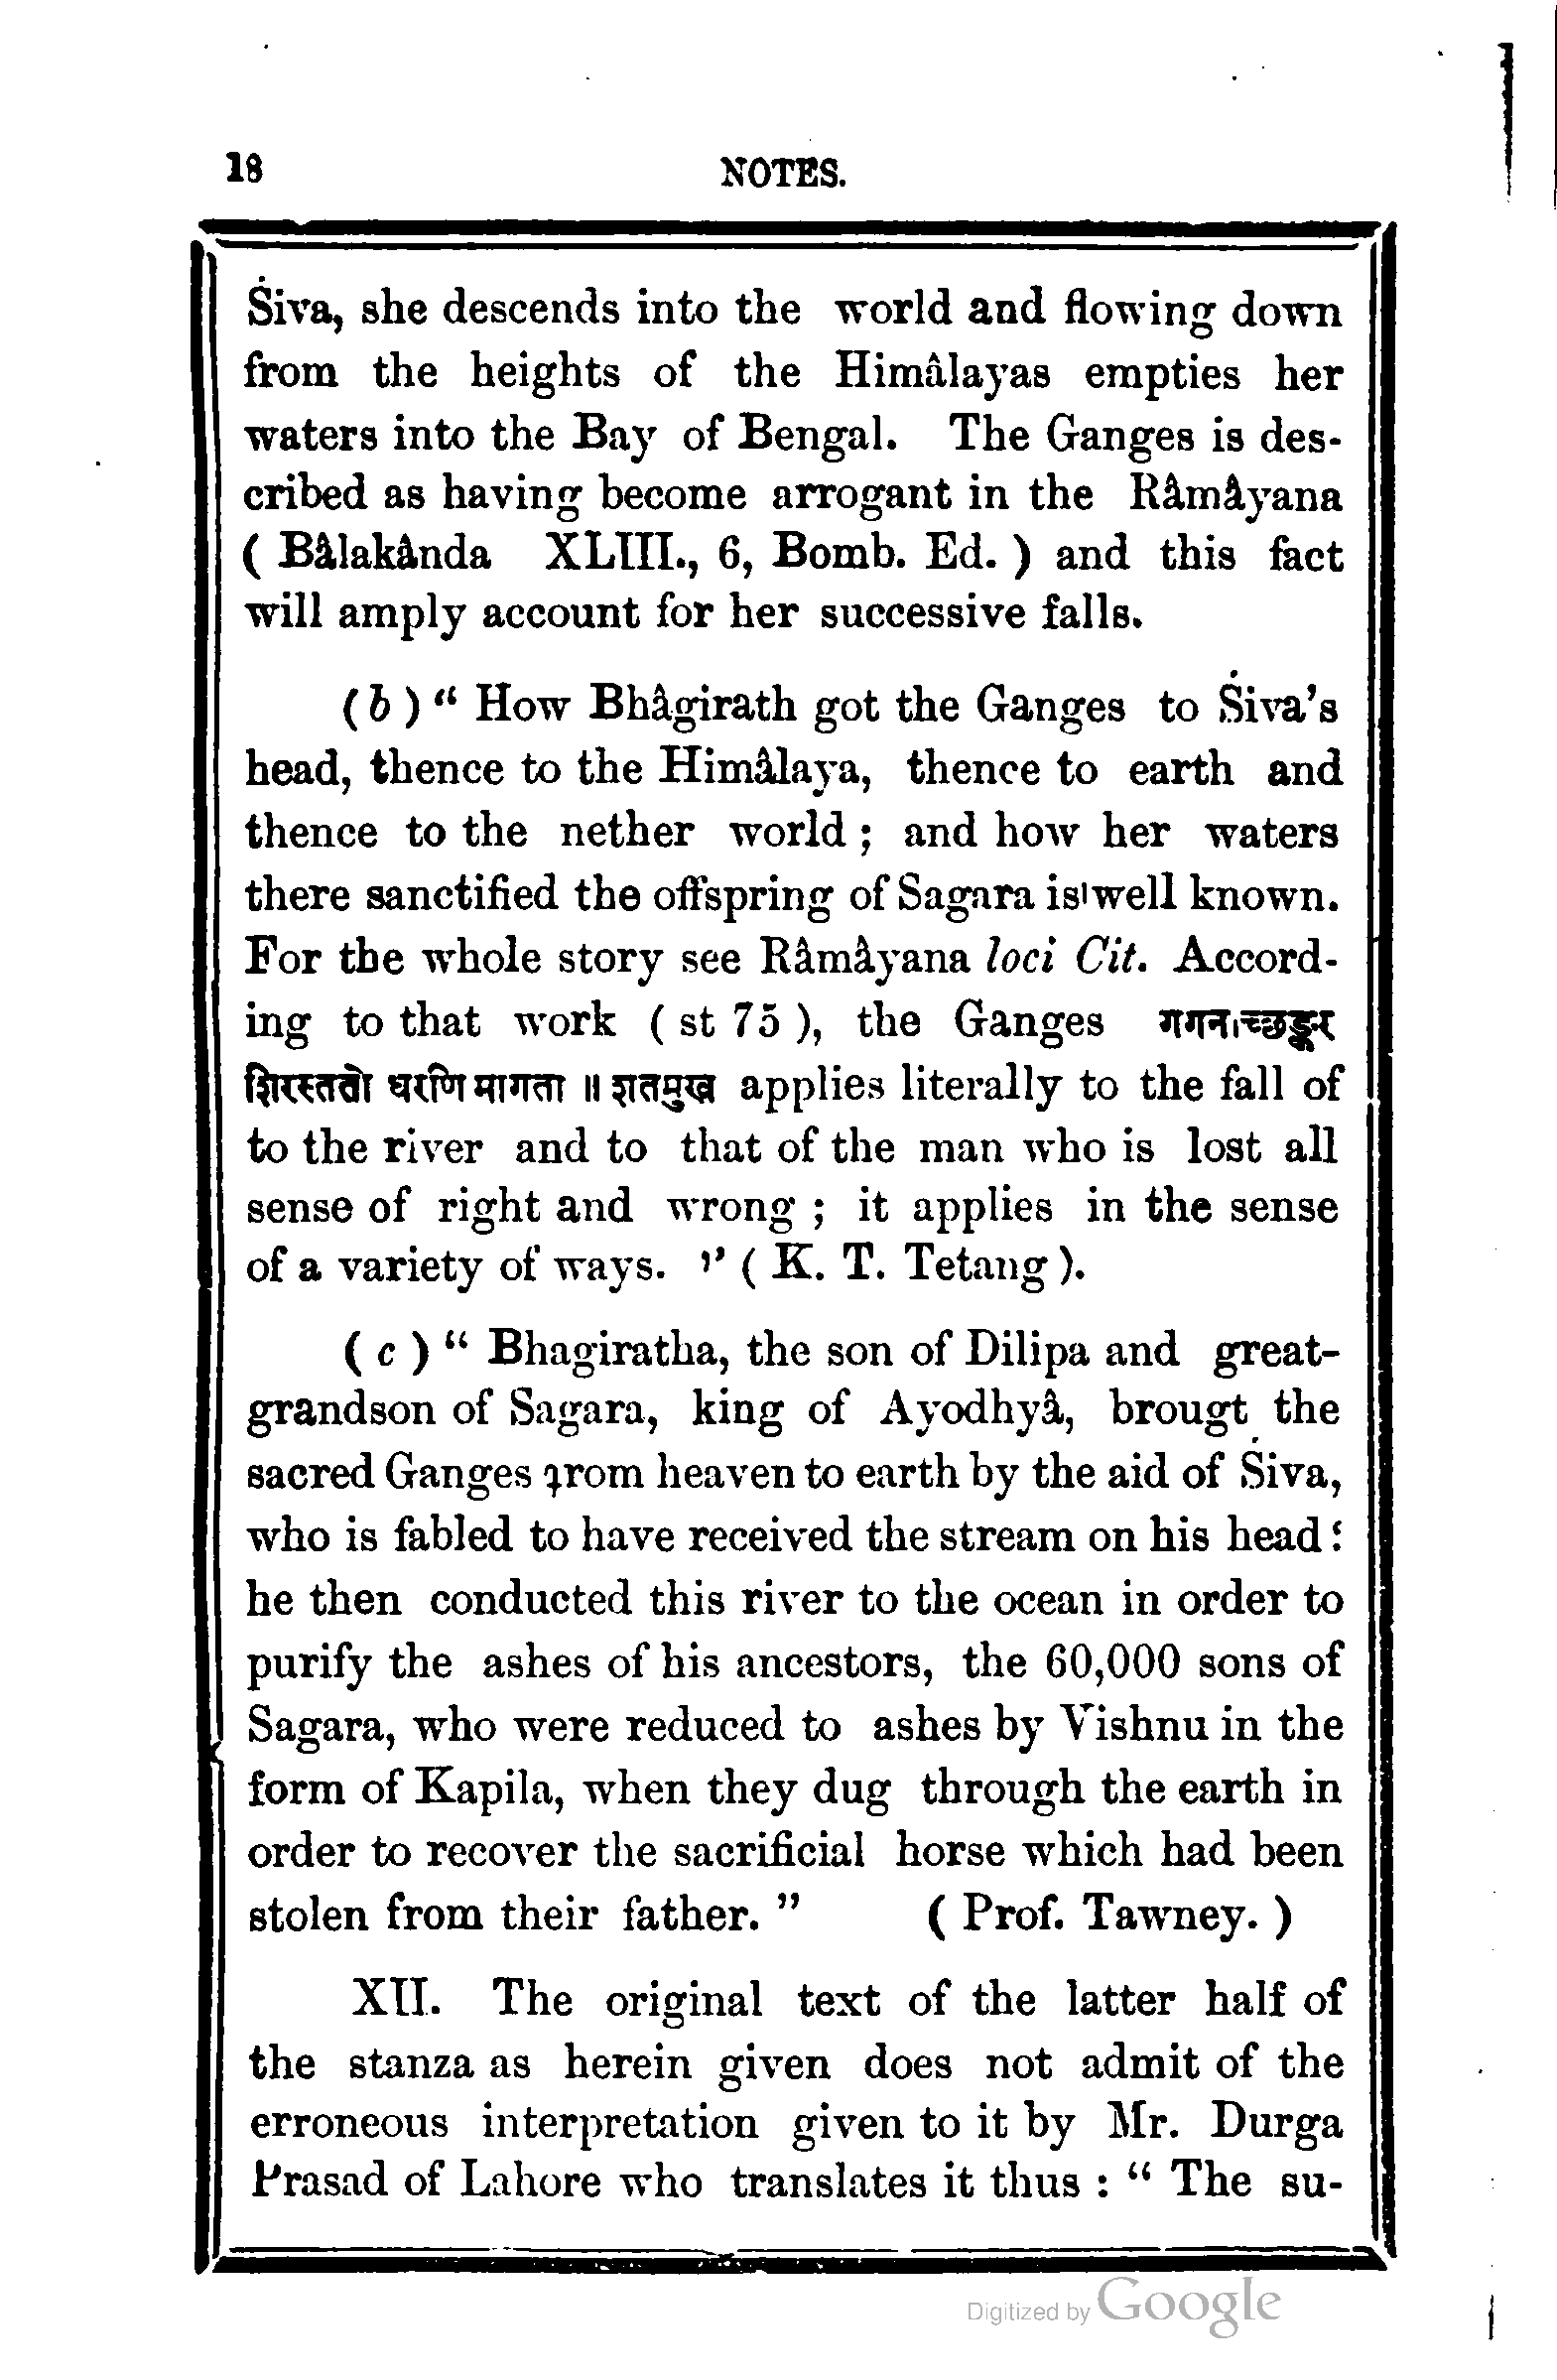 18 NOTES.
Śiva, she descends into the world and flowing down
from the heights of the Himâlayas empties her
waters into the Bay of Bengal. The Ganges is des-
cribed as having become arrogant in the Râmâyana
( Bâlakânda XLIII., 6, Bomb. Ed. ) and this fact
will amply account for her successive falls.
( b ) “ How Bhâgirath got the Ganges to Śiva’s
head, thence to the Himâlaya, thence to earth and
thence to the nether world ; and how her waters
there sanctified the offspring of Sagara is well known.
For the whole story see Râmâyana loci Cit. Accord-
ing to that work ( st 75 ), the Ganges गगनाच्छङ्कर
शिरस्ततो धरणि मागता ॥ शतमुख applies literally to the fall of
to the river and to that of the man who is lost all
sense of right and wrong ; it applies in the sense
of a variety of ways. ” ( K. T. Tetang ).
( c ) “ Bhagiratha, the son of Dilipa and great-
grandson of Sagara, king of Ayodhyâ, brougt the
sacred Ganges from heaven to earth by the aid of Śiva,
who is fabled to have received the stream on his head :
he then conducted this river to the ocean in order to
purify the ashes of his ancestors, the 60,000 sons of
Sagara, who were reduced to ashes by Vishnu in the
form of Kapila, when they dug through the earth in
order to recover the sacrificial horse which had been
stolen from their father. ” ( Prof. Tawney. )
XII. The original text of the latter half of
the stanza as herein given does not admit of the
erroneous interpretation given to it by Mr. Durga
Prasad of Lahore who translates it thus : “ The su-
Digitized by Google